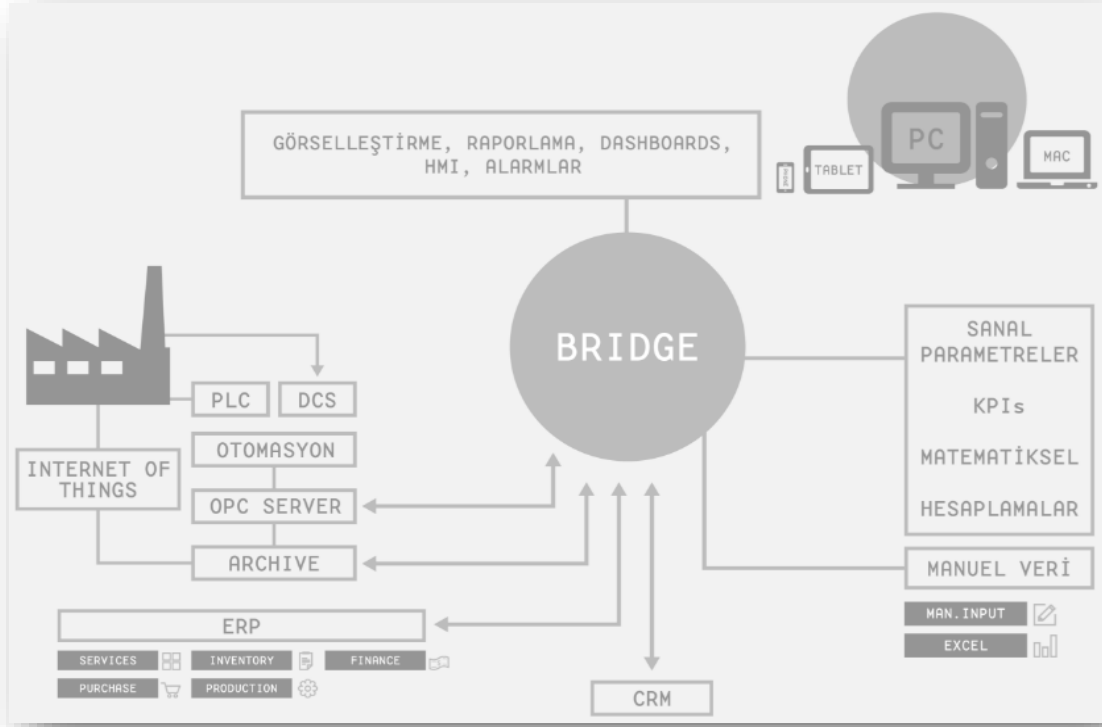 GÖRSELLEŞTİRME, RAPORLAMA, DASHBOARDS,
HMI, ALARMLAR
TABLET
PC
MAC
BRIDGE
SANAL
PARAMETRELER
KPIs
MATEMATİKSEL
HESAPLAMALAR
PLC
DCS
OTOMASYON
INTERNET OF
THINGS
OPC SERVER
ARCHIVE
MANUEL VERİ
MAN.INPUT
EXCEL
ERP
SERVICES
INVENTORY
FINANCE
PURCHASE
PRODUCTION
CRM